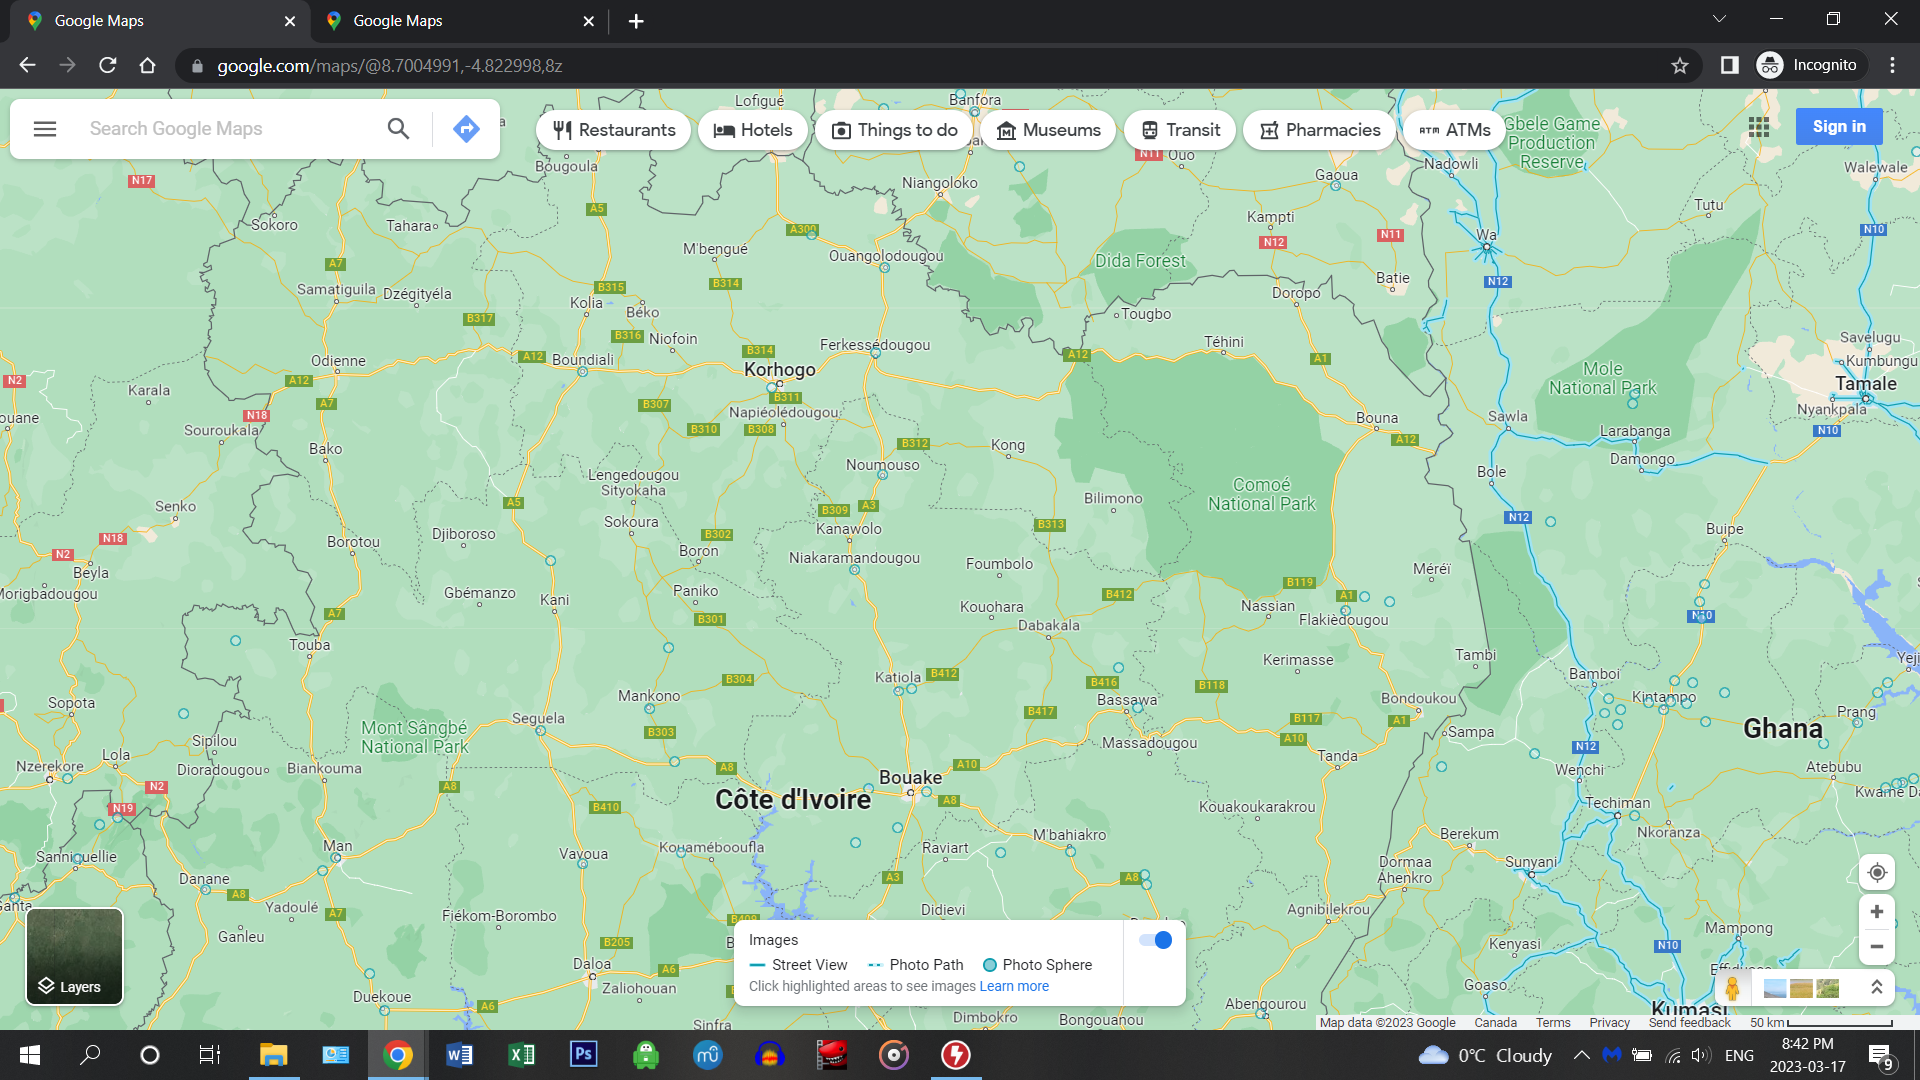 Google Maps
Google Maps
google.com/maps/@8.7004991,-4.822998,8z
Incognito
Search Google Maps
Restaurants
Hotels
Things to do
Museums
Transit
Pharmacies
ATMs
Sign in
Lofigué
Banfora
Gbele Game
Production
Reserve
N11
Ouo
Nadowli
Walewale
Bougoula
N17
Niangoloko
Gaoua
Sokoro
Tahara
A5
Kampti
Tutu
A300
N12
N11
Wa
N10
M'bengué
Ouangolodougou
Dida Forest
A7
Batie
N12
Samatiguila
Dzégityéla
B315
B314
Doropo
Kolia
Béko
Tougbo
B317
B316
Niofoin
Ferkessédougou
Téhini
Savelugu
Odienne
A12
Boundiali
B314
A12
A1
Kumbungu
Korhogo
Mole
National Park
Tamale
N2
A12
Karala
A7
B307
B311
Napiéolédougou
Nyankpala
ouane
N18
Souroukala
B310
B308
Bouna
Sawla
Larabanga
N10
Bako
B312
Kong
A12
Damongo
Noumouso
Lengedougou
Sityokaha
Bole
Comoé
National Park
Bilimono
Senko
A5
B309
A3
Sokoura
Kanawolo
B313
N12
Buipe
N18
Djiboroso
B302
Borotou
Boron
Niakaramandougou
N2
Foumbolo
Méréï
Beyla
Morigbadougou
Gbémanzo
Kani
Paniko
B412
B119
A1
Kouohara
Nassian
Flakièdougou
A7
B301
Dabakala
N10
Touba
Kerimasse
Tambi
Yeji
Katiola
B412
Bamboi
B304
B416
B118
Mankono
Bassawa
Bondoukou
Kintampo
Sopota
B417
Prang
Seguela
B303
B117
A1
Mont Sângbé
National Park
Sampa
Ghana
Sipilou
A10
Massadougou
N12
Lola
Nzerekore
Dioradougou
Biankouma
A8
A10
Tanda
Wenchi
Atebubu
N2
A8
Bouake
Côte d'Ivoire
A8
B410
Kouakoukarakrou
Techiman
Kwame Da
N19
M'bahiakro
Berekum
Nkoranza
Man
Vavoua
Kouamébooufla
Raviart
Sanniquellie
Dormaa
Ahenkro
Sunyani
Danane
A8
A3
A8
Ganta
Yadoulé
A7
Fiékom-Borombo
Didievi
Agnibilekrou
B409
Mampong
Ganleu
B205
Kenyasi
N10
Daloa
A6
Zaliohouan
Goaso
Duekoue
A6
Abengourou
Kumasi
Sinfra
Dimbokro
Bongouanou
Images
Street View
Photo Path
Photo Sphere
Click highlighted areas to see images Learn more
Layers
Map data ©2023 Google
Canada
Terms
Privacy
Send feedback
50 km
0°C Cloudy
ENG
8:42 PM
2023-03-17
9